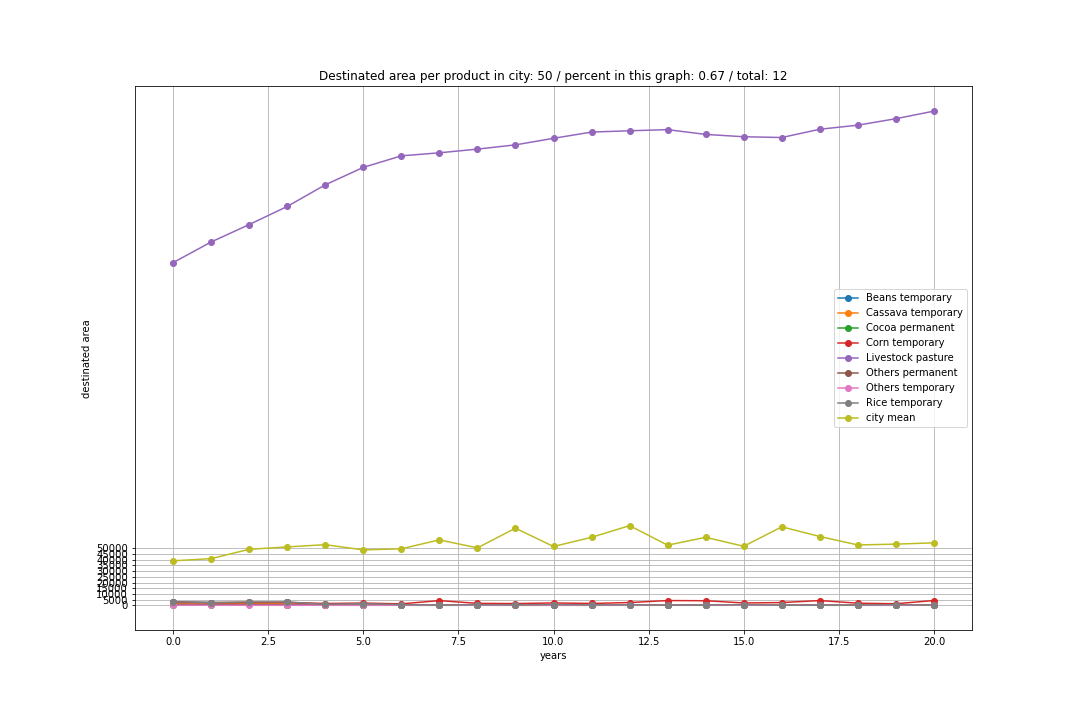 Destinated area per product in city: 50 / percent in this graph: 0.67 / total: 12
destinated area
50000
45000
40000
35000
30000
25000
20000
15000
10000
5000
0
Beans temporary
Cassava temporary
Cocoa permanent
Corn temporary
Livestock pasture
Others permanent
Others temporary
Rice temporary
city mean
0.0 2.5 5.0 7.5 10.0 12.5 15.0 17.5 20.0
years